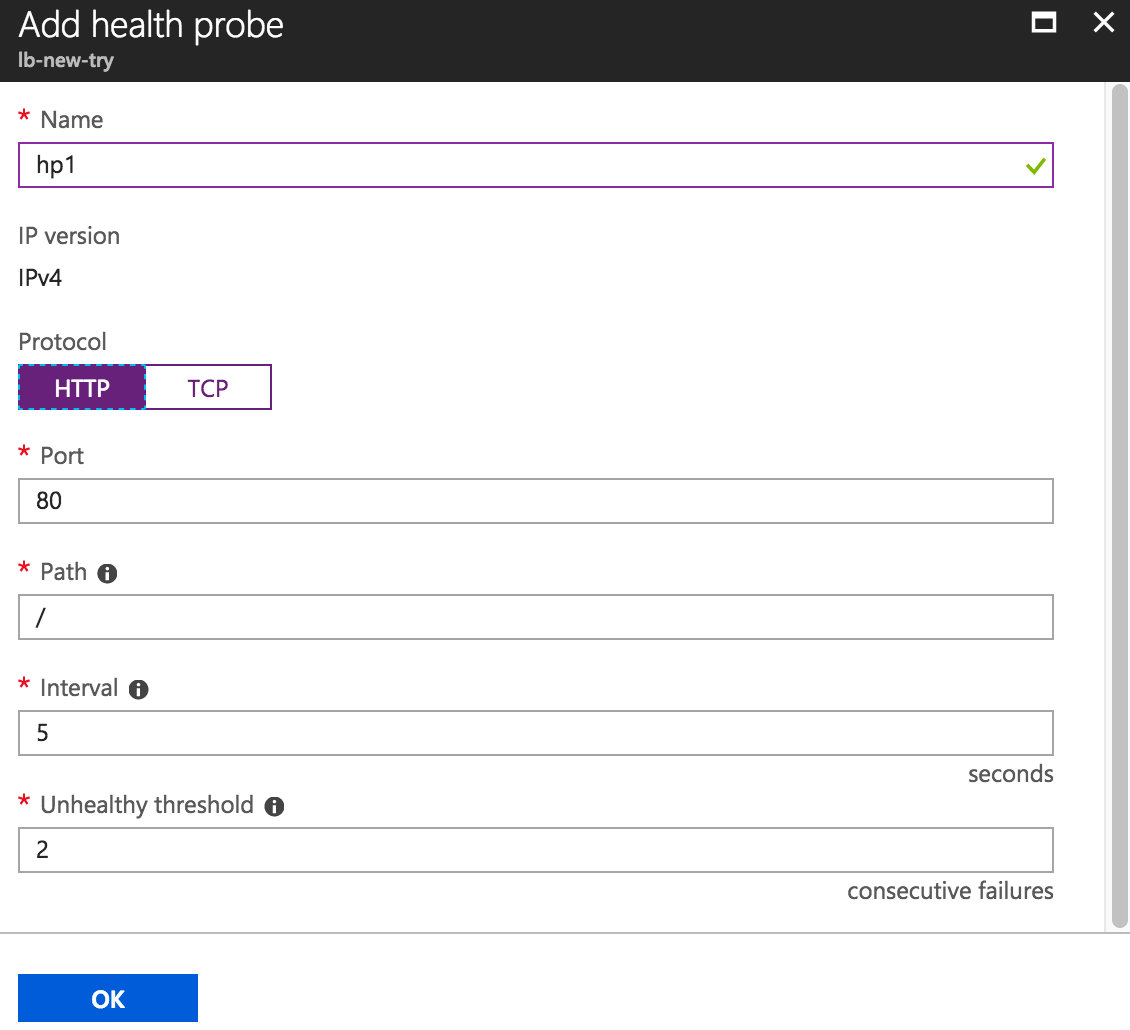 Add health probe
lb-new-try
* Name
hp1
IP version
IPv4
Protocol
HTTP TCP
* Port
80
* Path
/
* Interval
5
seconds
* Unhealthy threshold
2
consecutive failures
OK